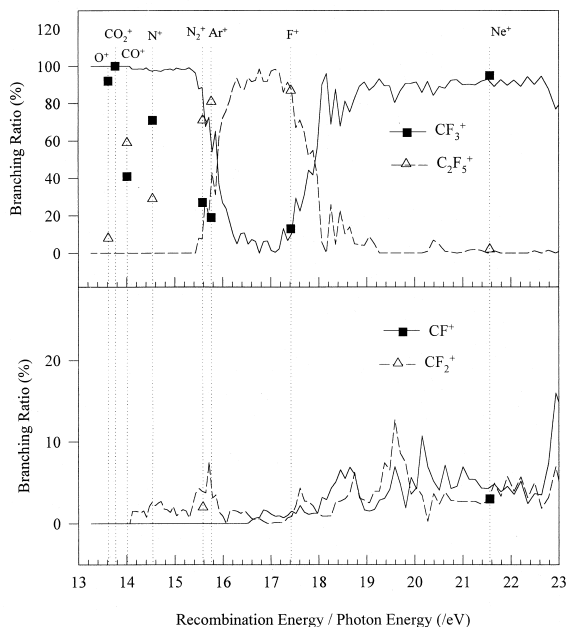 CO₂⁺ N⁺ N₂⁺ Ar⁺ F⁺ Ne⁺
O⁺ CO⁺
120
100
80
60
40
20
0
Branching Ratio (%)
CF₃⁺
C₂F₅⁺
20
10
0
Branching Ratio (%)
CF⁺
CF₂⁺
13 14 15 16 17 18 19 20 21 22 23
Recombination Energy / Photon Energy (/eV)